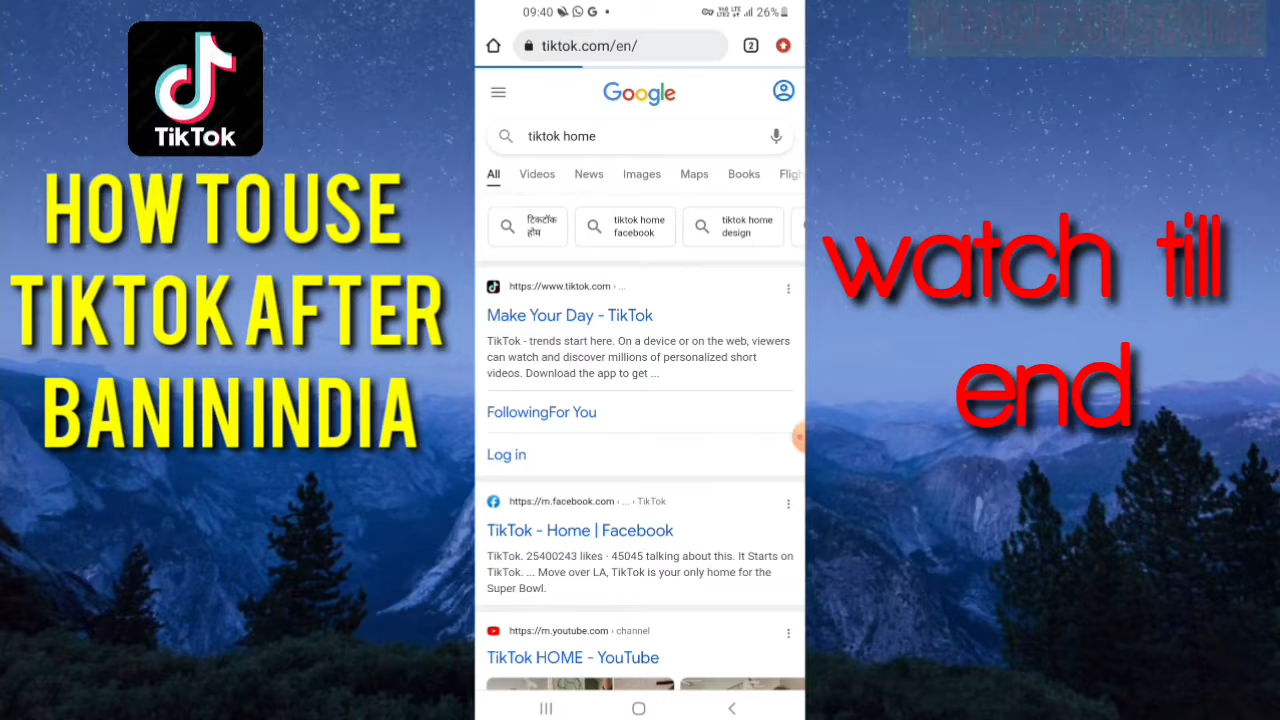 TikTok
HOW TO USE
TIKTOK AFTER
BAN IN INDIA
09:40
26%
tiktok.com/en/
2
Google
tiktok home
All Videos News Images Maps Books Fligh
टिकटॉक
होम
tiktok home
facebook
tiktok home
design
https://www.tiktok.com › ...
Make Your Day - TikTok
TikTok - trends start here. On a device or on the web, viewers
can watch and discover millions of personalized short
videos. Download the app to get ...
FollowingFor You
Log in
https://m.facebook.com › ... › TikTok
TikTok - Home | Facebook
TikTok. 25400243 likes · 45045 talking about this. It Starts on
TikTok. ... Move over LA, TikTok is your only home for the
Super Bowl.
https://m.youtube.com › channel
TikTok HOME - YouTube
PLEASE SUBSCRIBE
watch till
end